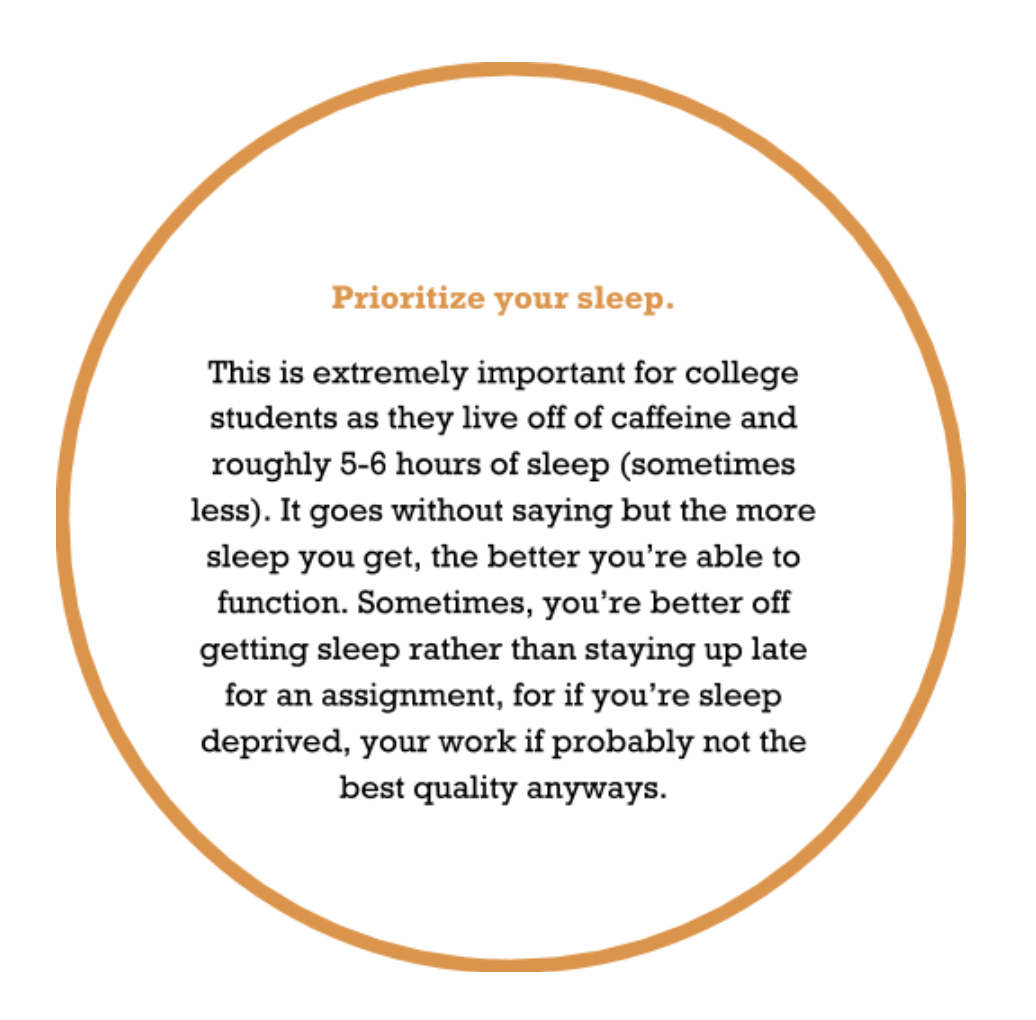 Prioritize your sleep.
This is extremely important for college
students as they live off of caffeine and
roughly 5-6 hours of sleep (sometimes
less). It goes without saying but the more
sleep you get, the better you’re able to
function. Sometimes, you’re better off
getting sleep rather than staying up late
for an assignment, for if you’re sleep
deprived, your work if probably not the
best quality anyways.